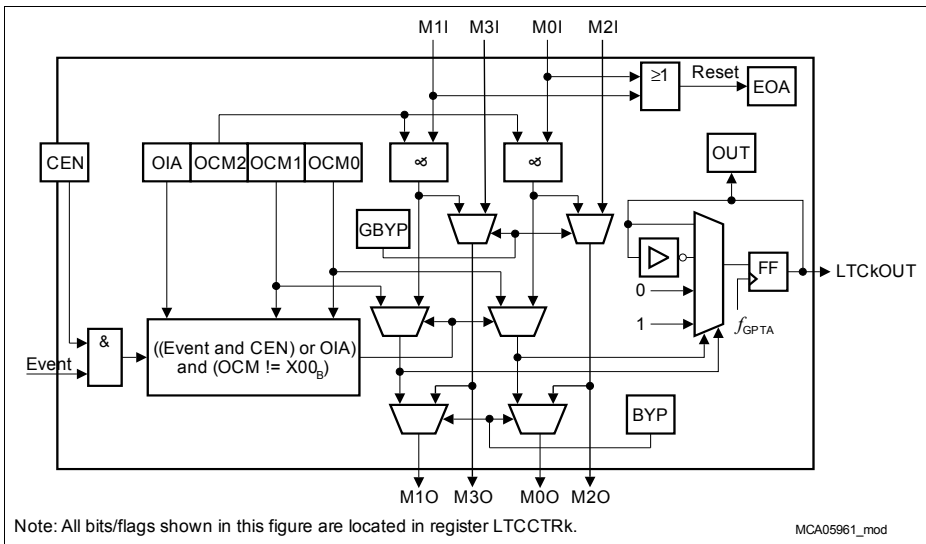 M1I M3I M0I M2I
≥1
Reset
EOA
CEN
OIA OCM2 OCM1 OCM0
&
&
OUT
GBYP
FF
LTCkOUT
0
1
fGPTA
&
Event
((Event and CEN) or OIA)
and (OCM != X00B)
BYP
M1O M3O M0O M2O
Note: All bits/flags shown in this figure are located in register LTCCTRk.
MCA05961_mod